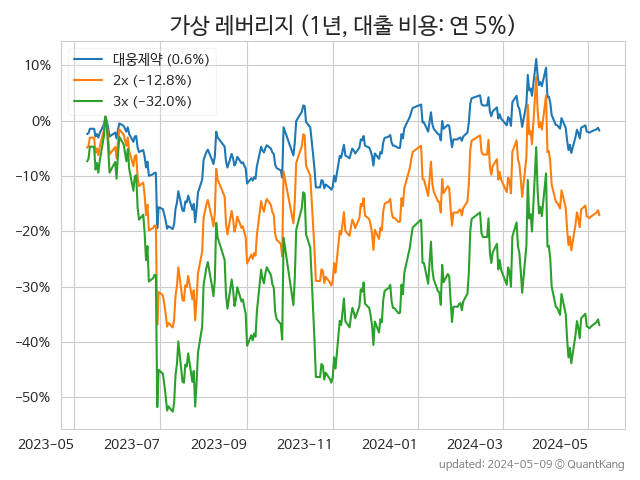 가상 레버리지 (1년, 대출 비용: 연 5%)
대웅제약 (0.6%)
2x (−12.8%)
3x (−32.0%)
10%
0%
−10%
−20%
−30%
−40%
−50%
2023-05 2023-07 2023-09 2023-11 2024-01 2024-03 2024-05
updated: 2024-05-09 ⓒ QuantKang